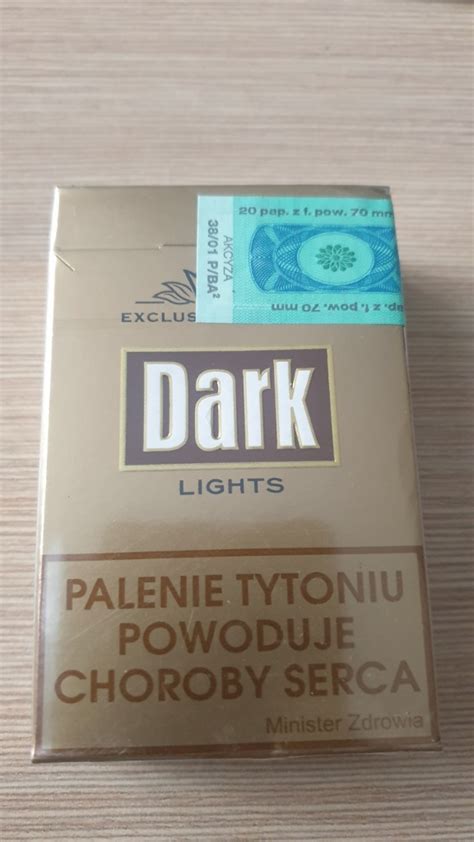 20 pap. z f. pow. 70 mm
AKCYZA
38/01 P/BA²
ap. z f. pow. 70 mm
EXCLUS
Dark
LIGHTS
PALENIE TYTONIU
POWODUJE
CHOROBY SERCA
Minister Zdrowia